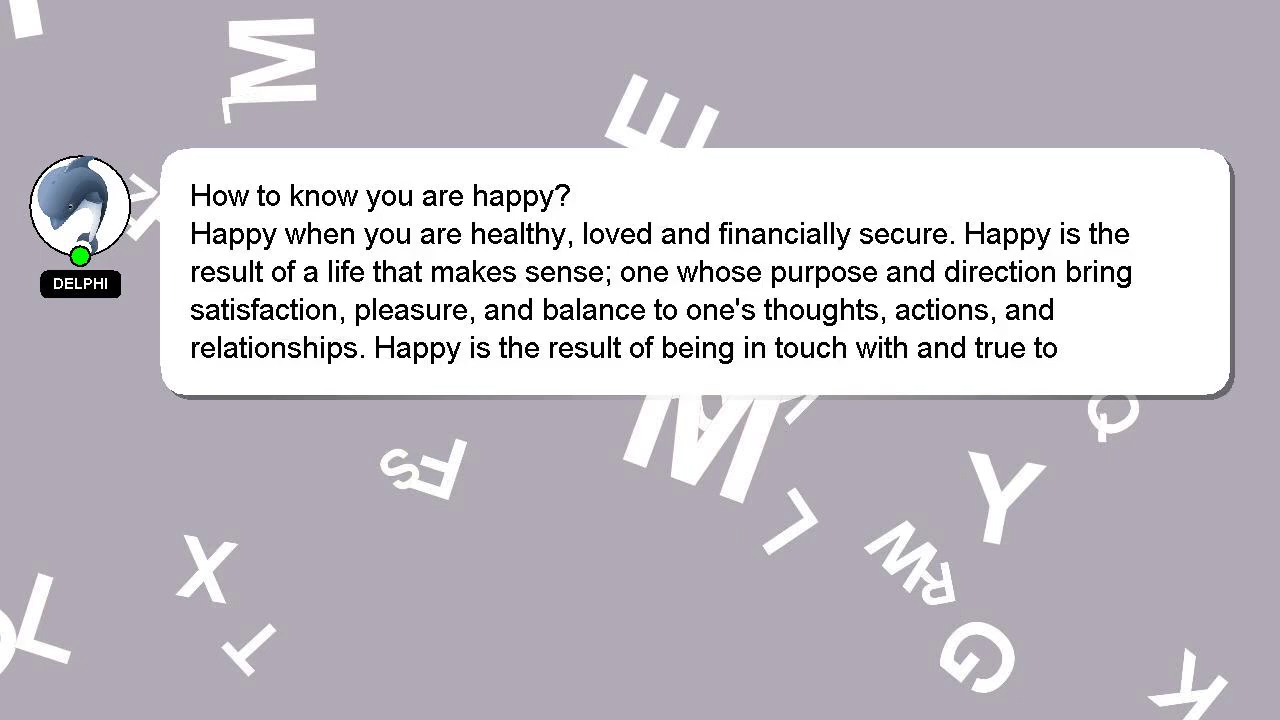 M
E
DELPHI
How to know you are happy?
Happy when you are healthy, loved and financially secure. Happy is the
result of a life that makes sense; one whose purpose and direction bring
satisfaction, pleasure, and balance to one's thoughts, actions, and
relationships. Happy is the result of being in touch with and true to
M
Q
S
F
Y
L
W
R
X
T
G
K